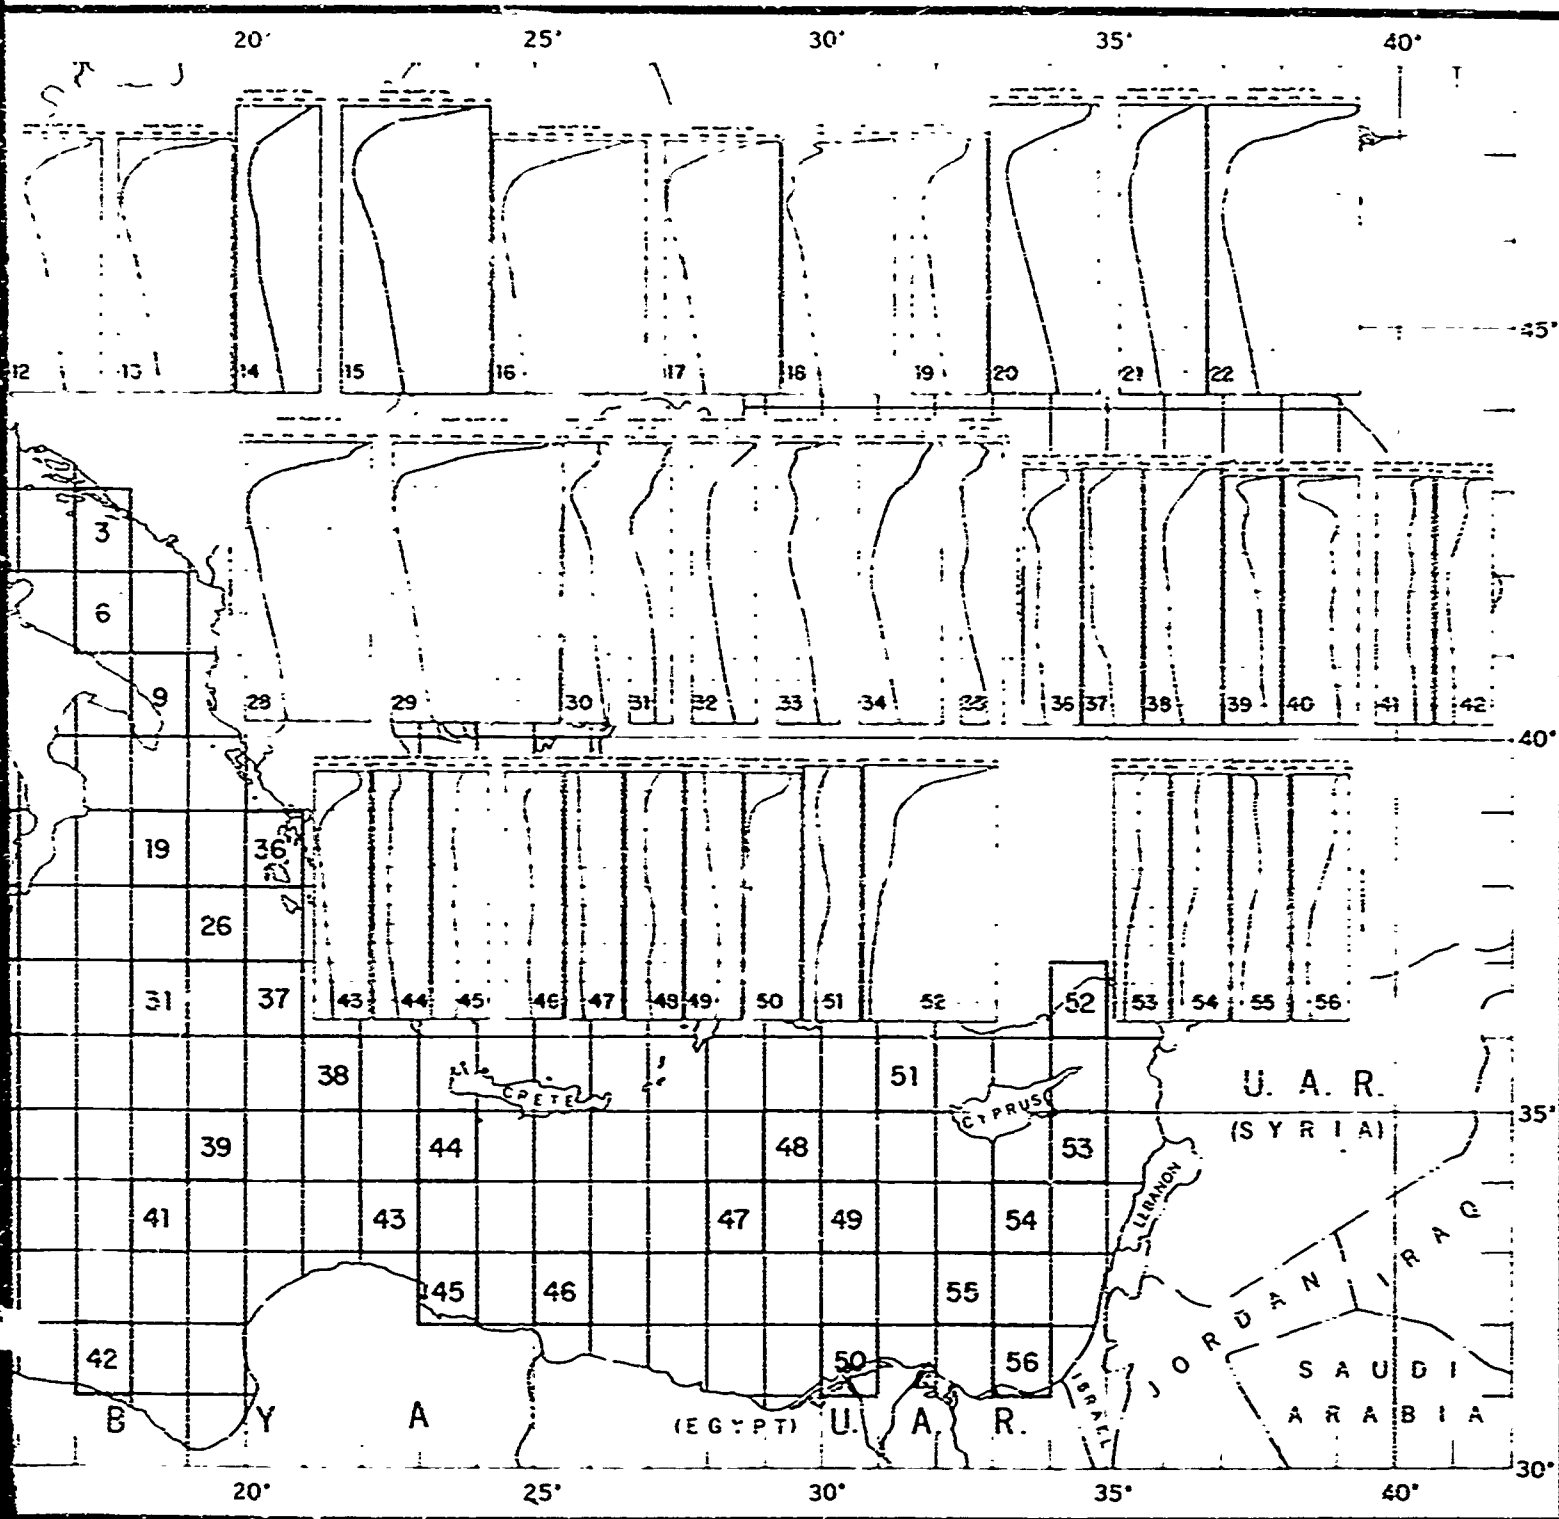 20° 25° 30° 35° 40°
12 13 14 15 16 17 18 19 20 21 22
45°
3
6
9
28 29 30 31 32 33 34 35 36 37 38 39 40 41 42
40°
19 36
26
31 37 43 44 45 46 47 48 49 50 51 52 52 53 54 55 56
38 CRETE 51 CYPRUS U. A. R.
35°
(SYRIA)
39 44 48 53 LEBANON
41 43 47 49 54
45 46 55
JORDAN IRAQ
42 50 56 ISRAEL SAUDI
ARABIA
B Y A (EGYPT) U. A. R.
30°
20° 25° 30° 35° 40°